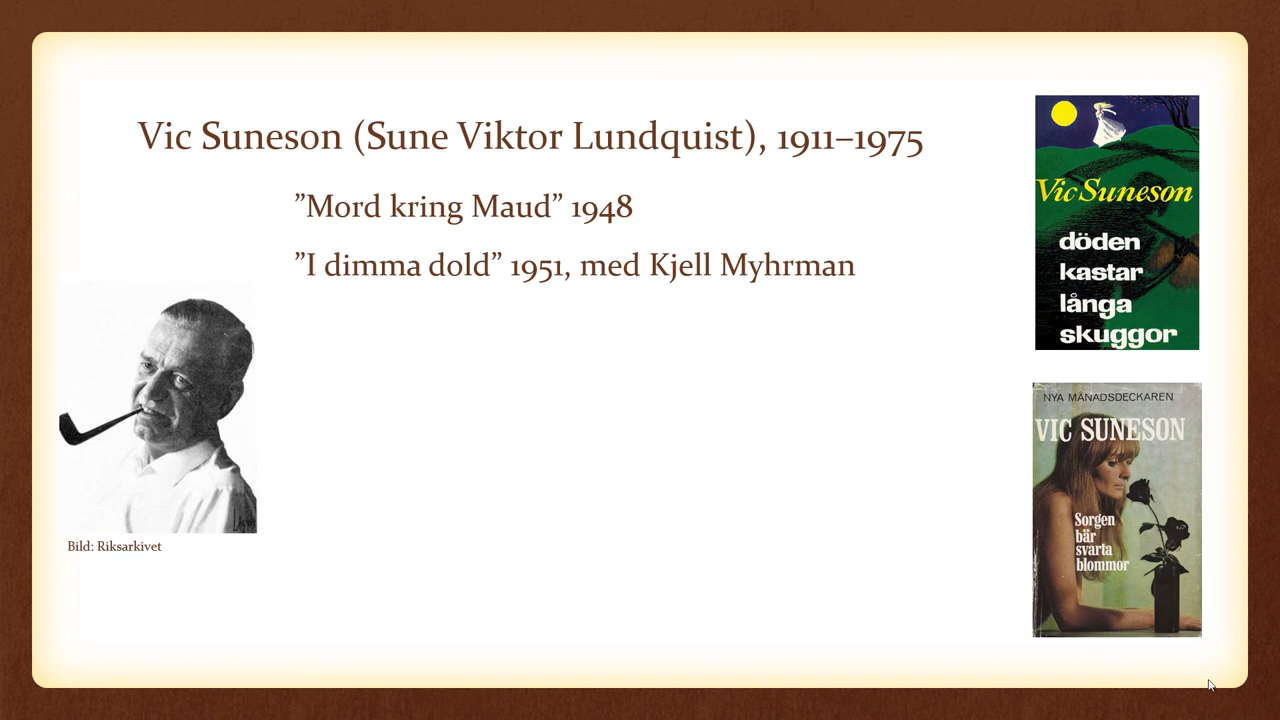 Vic Suneson (Sune Viktor Lundquist), 1911–1975
”Mord kring Maud” 1948
”I dimma dold” 1951, med Kjell Myhrman
Bild: Riksarkivet
Vic Suneson
döden
kastar
långa
skuggor
NYA MÅNADSDECKAREN
VIC SUNESON
Sorgen
bär
svarta
blommor